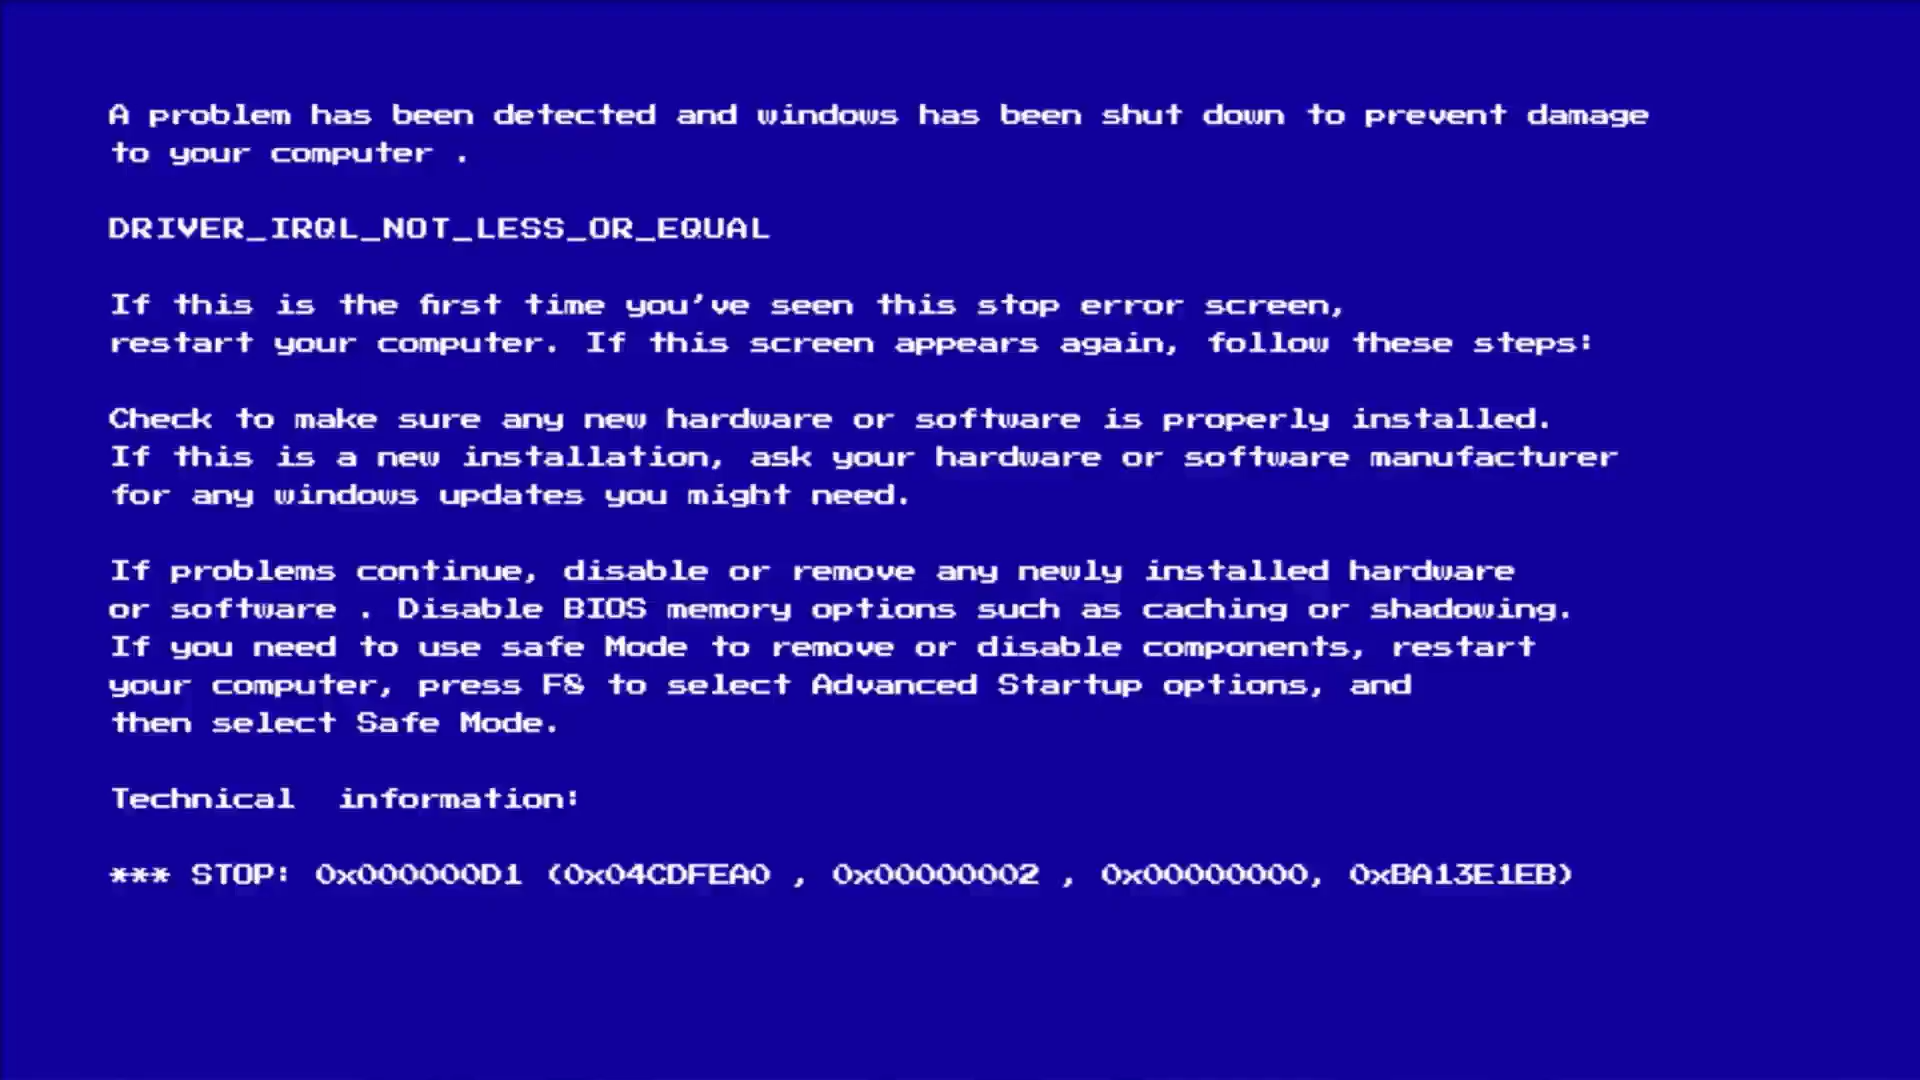 A problem has been detected and windows has been shut down to prevent damage
to your computer .
DRIVER_IRQL_NOT_LESS_OR_EQUAL
If this is the first time you've seen this stop error screen,
restart your computer. If this screen appears again, follow these steps:
Check to make sure any new hardware or software is properly installed.
If this is a new installation, ask your hardware or software manufacturer
for any windows updates you might need.
If problems continue, disable or remove any newly installed hardware
or software . Disable BIOS memory options such as caching or shadowing.
If you need to use safe Mode to remove or disable components, restart
your computer, press F& to select Advanced Startup options, and
then select Safe Mode.
Technical  information:
*** STOP: 0x000000D1 (0x04CDFEA0 , 0x00000002 , 0x00000000, 0xBA13E1EB)